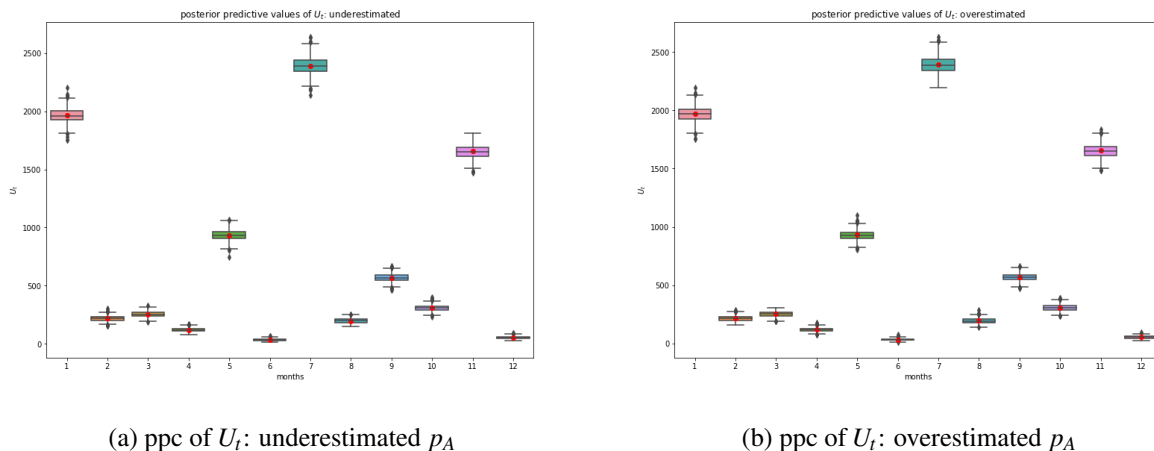 posterior predictive values of U_t: underestimated
2500
2000
1500
1000
500
0
U_t
1 2 3 4 5 6 7 8 9 10 11 12
months
(a) ppc of U_t: underestimated p_A
posterior predictive values of U_t: overestimated
2500
2000
1500
1000
500
0
U_t
1 2 3 4 5 6 7 8 9 10 11 12
months
(b) ppc of U_t: overestimated p_A